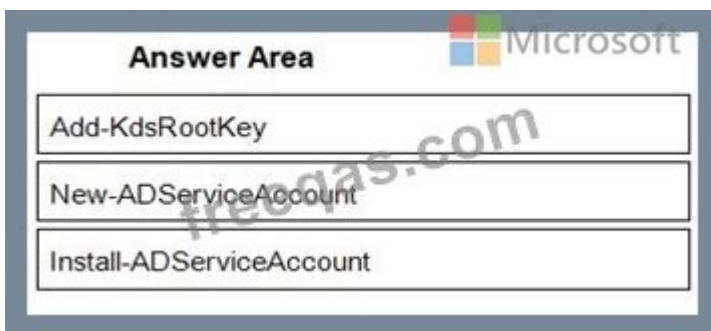 Microsoft
Answer Area
Add-KdsRootKey
freeqas.com
New-ADServiceAccount
Install-ADServiceAccount